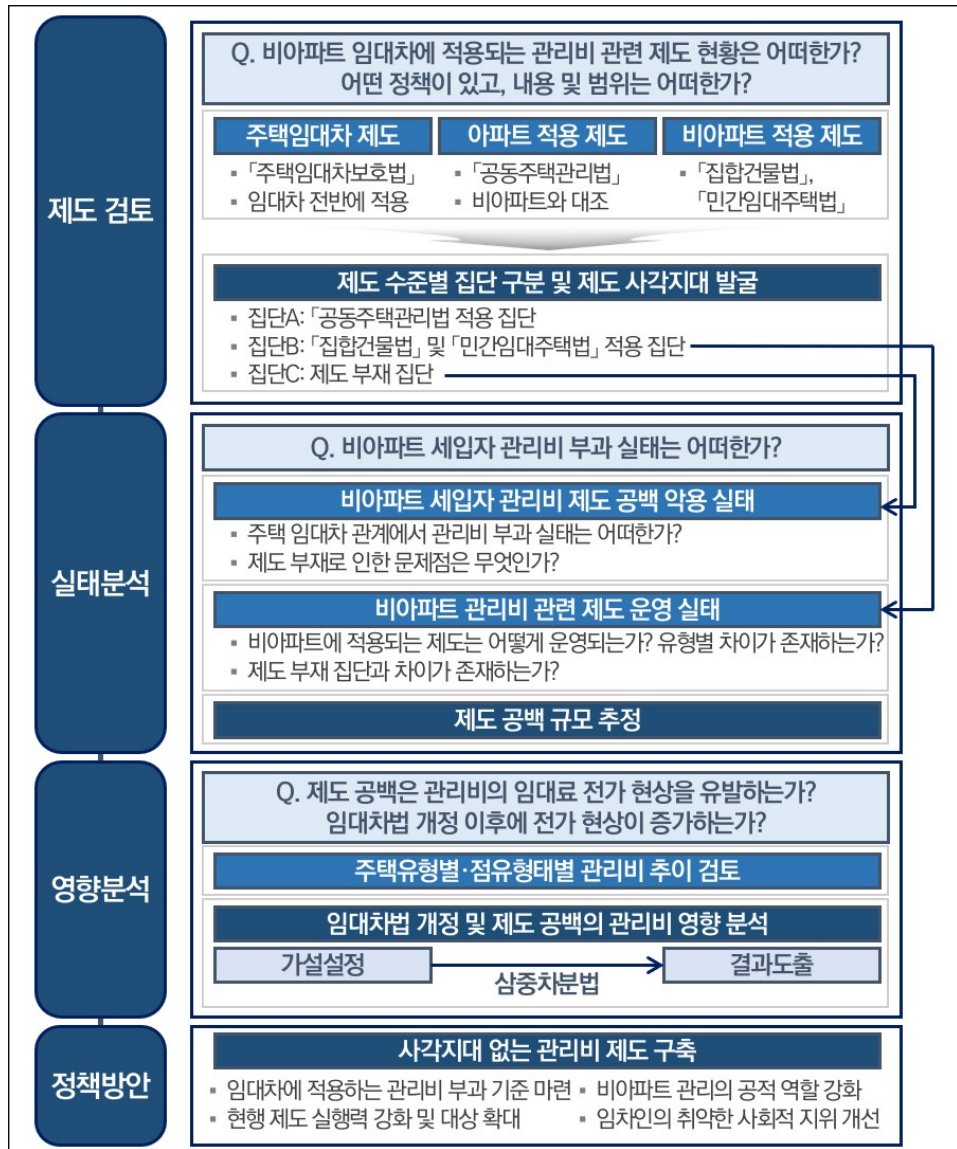 제도 검토
Q. 비아파트 임대차에 적용되는 관리비 관련 제도 현황은 어떠한가?
어떤 정책이 있고, 내용 및 범위는 어떠한가?
주택임대차 제도
▪ 「주택임대차보호법」
▪ 임대차 전반에 적용
아파트 적용 제도
▪ 「공동주택관리법」
▪ 비아파트와 대조
비아파트 적용 제도
▪ 「집합건물법」,
「민간임대주택법」
제도 수준별 집단 구분 및 제도 사각지대 발굴
▪ 집단A: 「공동주택관리법 적용 집단
▪ 집단B: 「집합건물법」 및 「민간임대주택법」 적용 집단
▪ 집단C: 제도 부재 집단
실태분석
Q. 비아파트 세입자 관리비 부과 실태는 어떠한가?
비아파트 세입자 관리비 제도 공백 악용 실태
▪ 주택 임대차 관계에서 관리비 부과 실태는 어떠한가?
▪ 제도 부재로 인한 문제점은 무엇인가?
비아파트 관리비 관련 제도 운영 실태
▪ 비아파트에 적용되는 제도는 어떻게 운영되는가? 유형별 차이가 존재하는가?
▪ 제도 부재 집단과 차이가 존재하는가?
제도 공백 규모 추정
영향분석
Q. 제도 공백은 관리비의 임대료 전가 현상을 유발하는가?
임대차법 개정 이후에 전가 현상이 증가하는가?
주택유형별·점유형태별 관리비 추이 검토
임대차법 개정 및 제도 공백의 관리비 영향 분석
가설설정
삼중차분법
결과도출
정책방안
사각지대 없는 관리비 제도 구축
▪ 임대차에 적용하는 관리비 부과 기준 마련
▪ 현행 제도 실행력 강화 및 대상 확대
▪ 비아파트 관리의 공적 역할 강화
▪ 임차인의 취약한 사회적 지위 개선